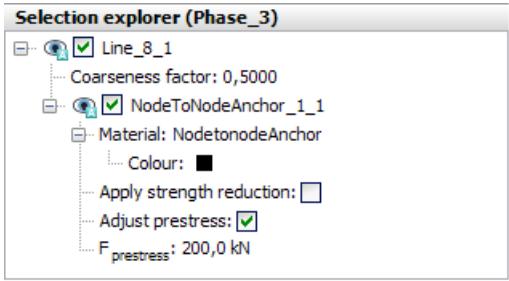 Selection explorer (Phase_3)
Line_8_1
Coarseness factor: 0,5000
NodeToNodeAnchor_1_1
Material: NodetonodeAnchor
Colour:
Apply strength reduction:
Adjust prestress:
F prestress: 200,0 kN